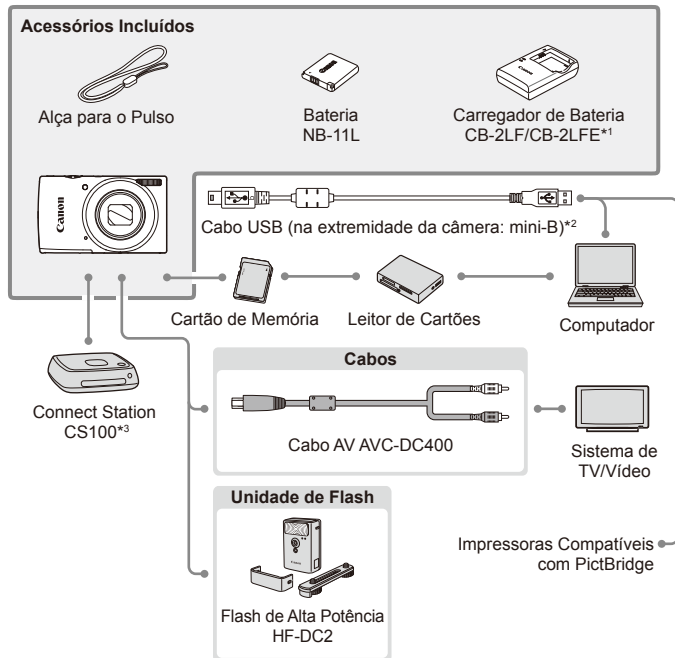 Acessórios Incluídos
Alça para o Pulso
Bateria
NB-11L
Carregador de Bateria
CB-2LF/CB-2LFE*1
Canon
Cabo USB (na extremidade da câmera: mini-B)*2
Cartão de Memória
Leitor de Cartões
Computador
Connect Station
CS100*3
Cabos
Cabo AV AVC-DC400
Sistema de
TV/Vídeo
Unidade de Flash
Flash de Alta Potência
HF-DC2
Impressoras Compatíveis
com PictBridge